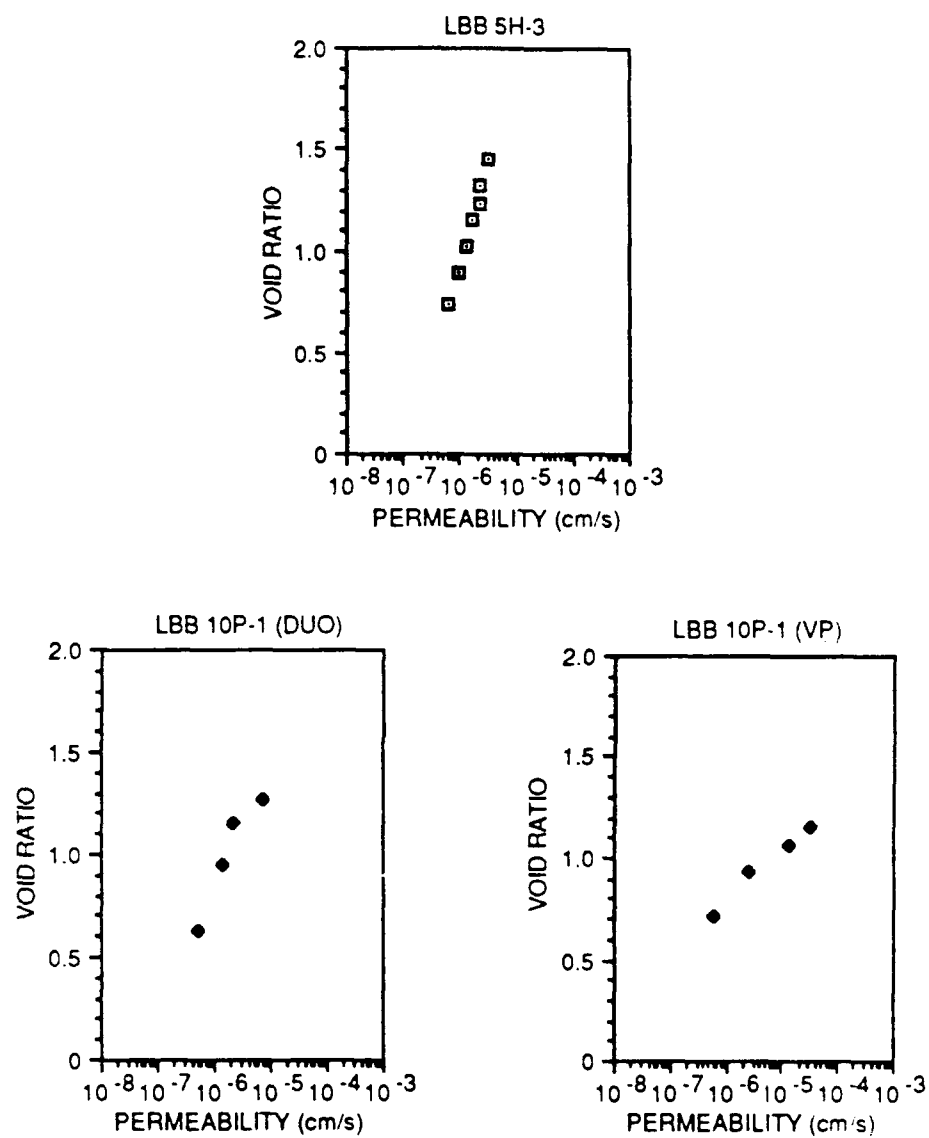 LBB 5H-3
2.0
1.5
1.0
0.5
0
VOID RATIO
10-8 10-7 10-6 10-5 10-4 10-3
PERMEABILITY (cm/s)
LBB 10P-1 (DUO)
2.0
1.5
1.0
0.5
0
VOID RATIO
10-8 10-7 10-6 10-5 10-4 10-3
PERMEABILITY (cm/s)
LBB 10P-1 (VP)
2.0
1.5
1.0
0.5
0
VOID RATIO
10-8 10-7 10-6 10-5 10-4 10-3
PERMEABILITY (cm/s)